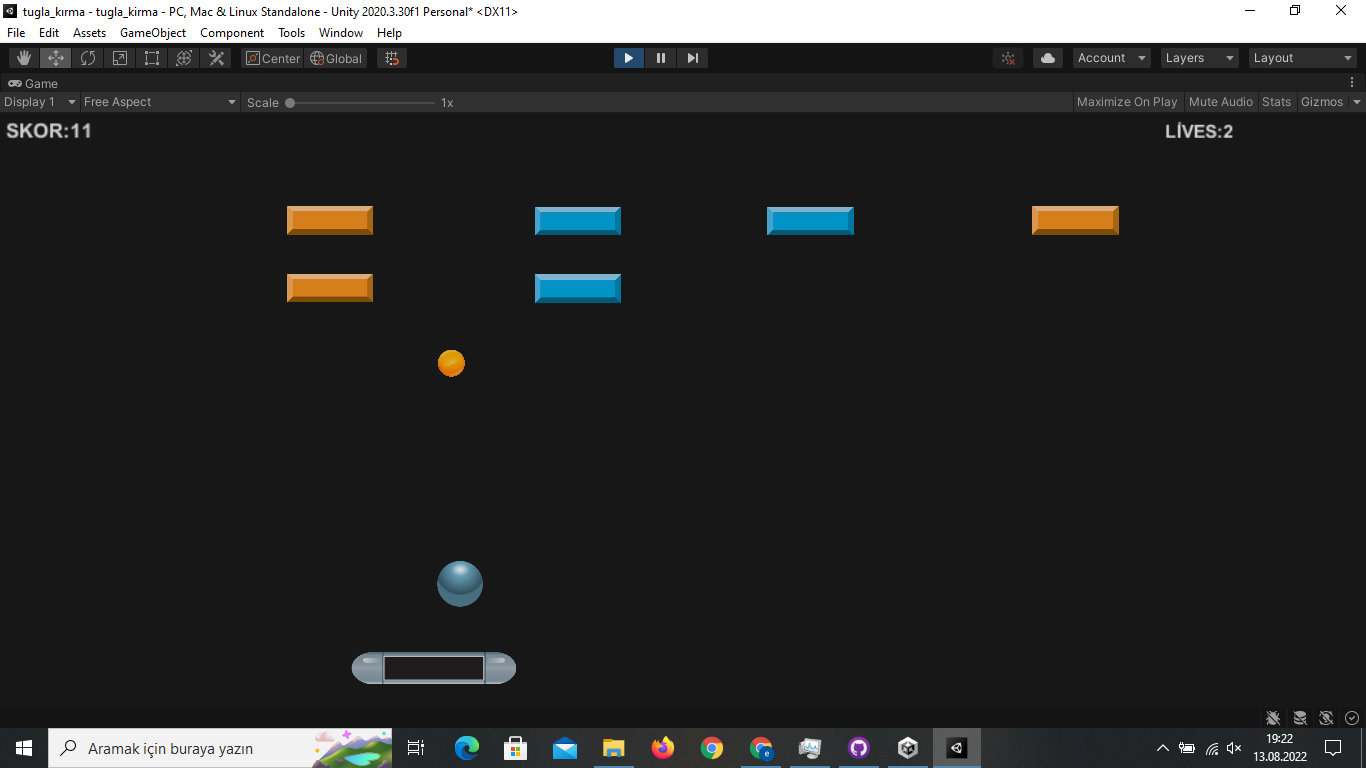 tugla_kırma - tugla_kirma - PC, Mac & Linux Standalone - Unity 2020.3.30f1 Personal* <DX11>
File Edit Assets GameObject Component Tools Window Help
Center Global Account Layers Layout
Game
Display 1 Free Aspect Scale 1x Maximize On Play Mute Audio Stats Gizmos
SKOR:11 LİVES:2
Aramak için buraya yazın
19:22
13.08.2022